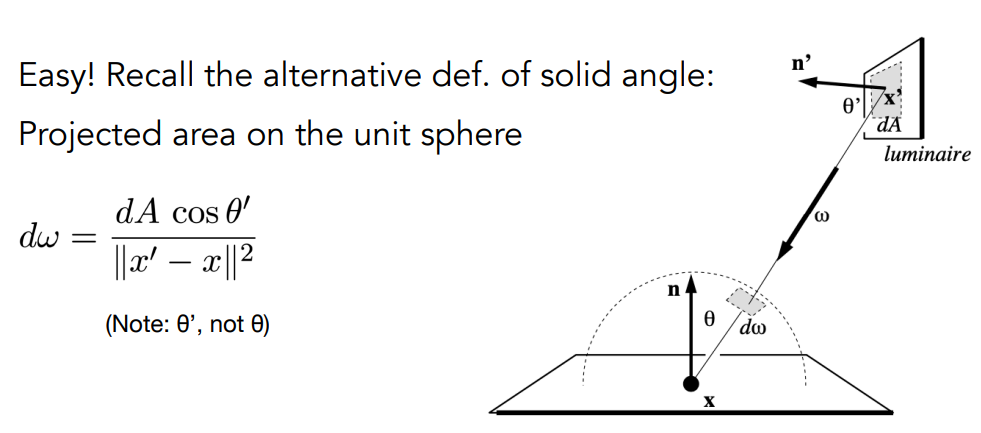 Easy! Recall the alternative def. of solid angle:
Projected area on the unit sphere
dω = dA cos θ′ / ||x′ − x||²
(Note: θ’, not θ)
n’
θ’
x’
dA
luminaire
ω
n
θ
dω
x